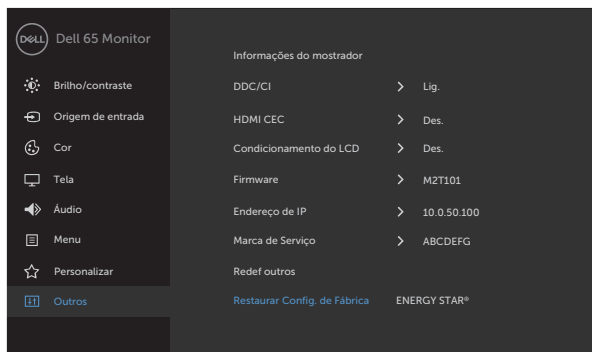 DELL Dell 65 Monitor
Brilho/contraste
Origem de entrada
Cor
Tela
Áudio
Menu
Personalizar
Outros
Informações do mostrador
DDC/CI Lig.
HDMI CEC Des.
Condicionamento do LCD Des.
Firmware M2T101
Endereço de IP 10.0.50.100
Marca de Serviço ABCDEFG
Redef outros
Restaurar Config. de Fábrica ENERGY STAR®